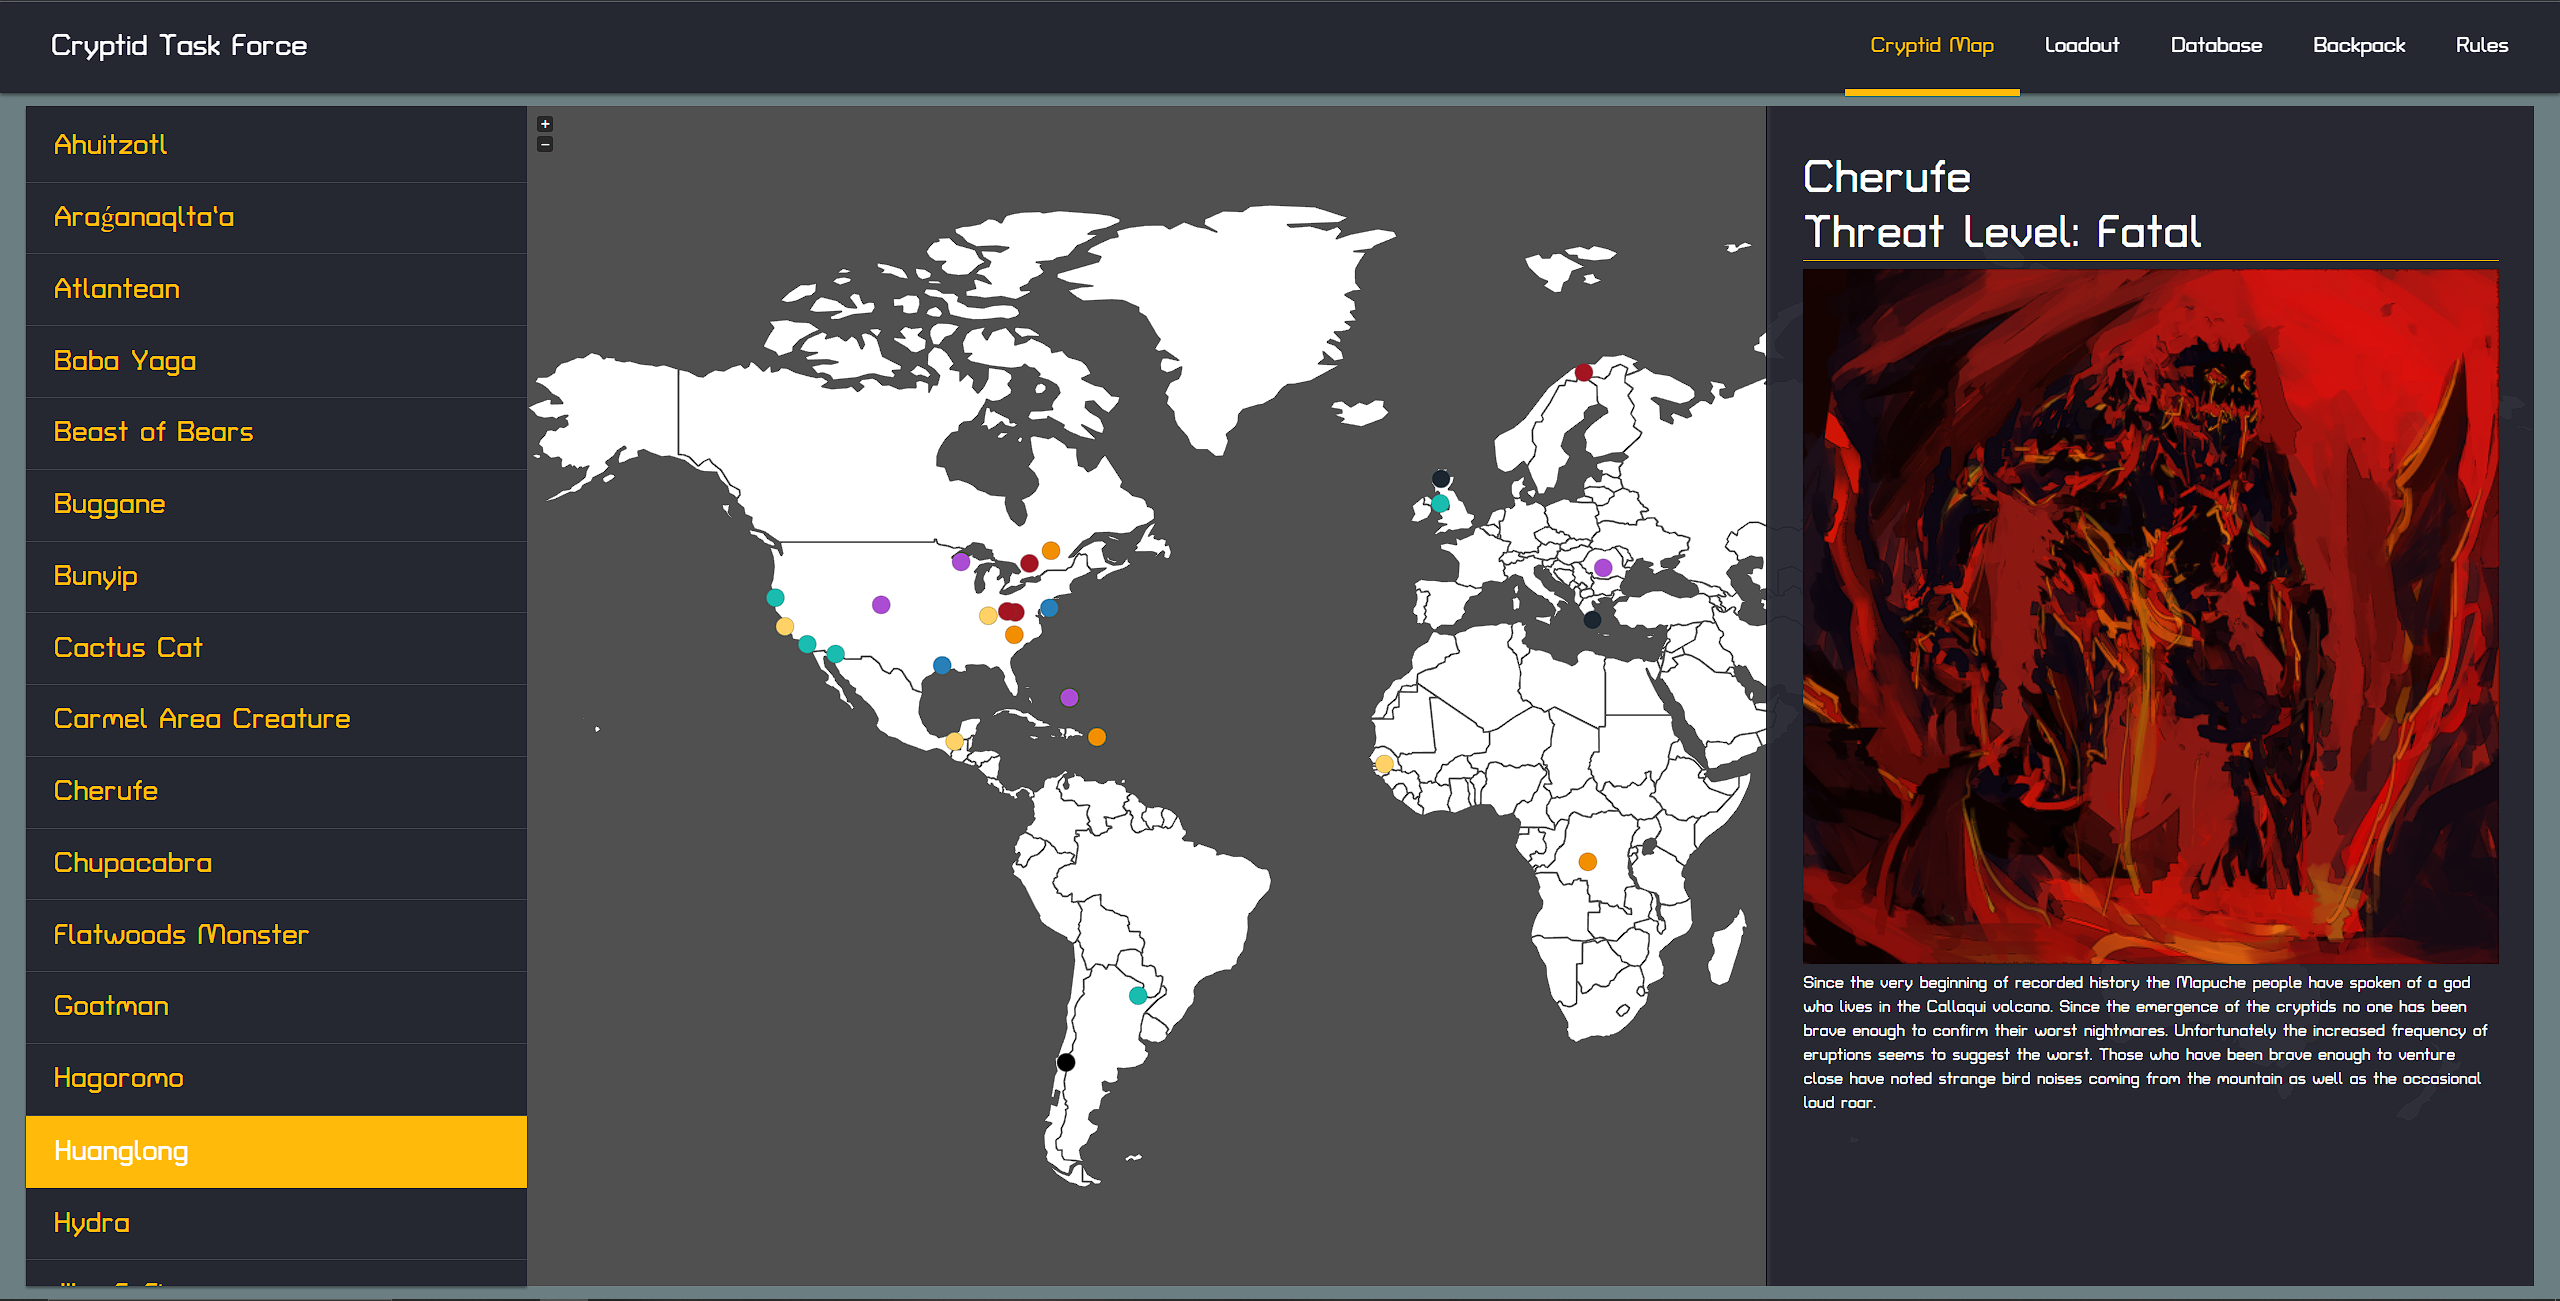 Cryptid Task Force
Cryptid Map
Loadout
Database
Backpack
Rules
Ahuitzotl
Araǵanaqlta'a
Atlantean
Baba Yaga
Beast of Bears
Buggane
Bunyip
Cactus Cat
Carmel Area Creature
Cherufe
Chupacabra
Flatwoods Monster
Goatman
Hagoromo
Huanglong
Hydra
+
−
Cherufe
Threat Level: Fatal
Since the very beginning of recorded history the Mapuche people have spoken of a god
who lives in the Callaqui volcano. Since the emergence of the cryptids no one has been
brave enough to confirm their worst nightmares. Unfortunately the increased frequency of
eruptions seems to suggest the worst. Those who have been brave enough to venture
close have noted strange bird noises coming from the mountain as well as the occasional
loud roar.